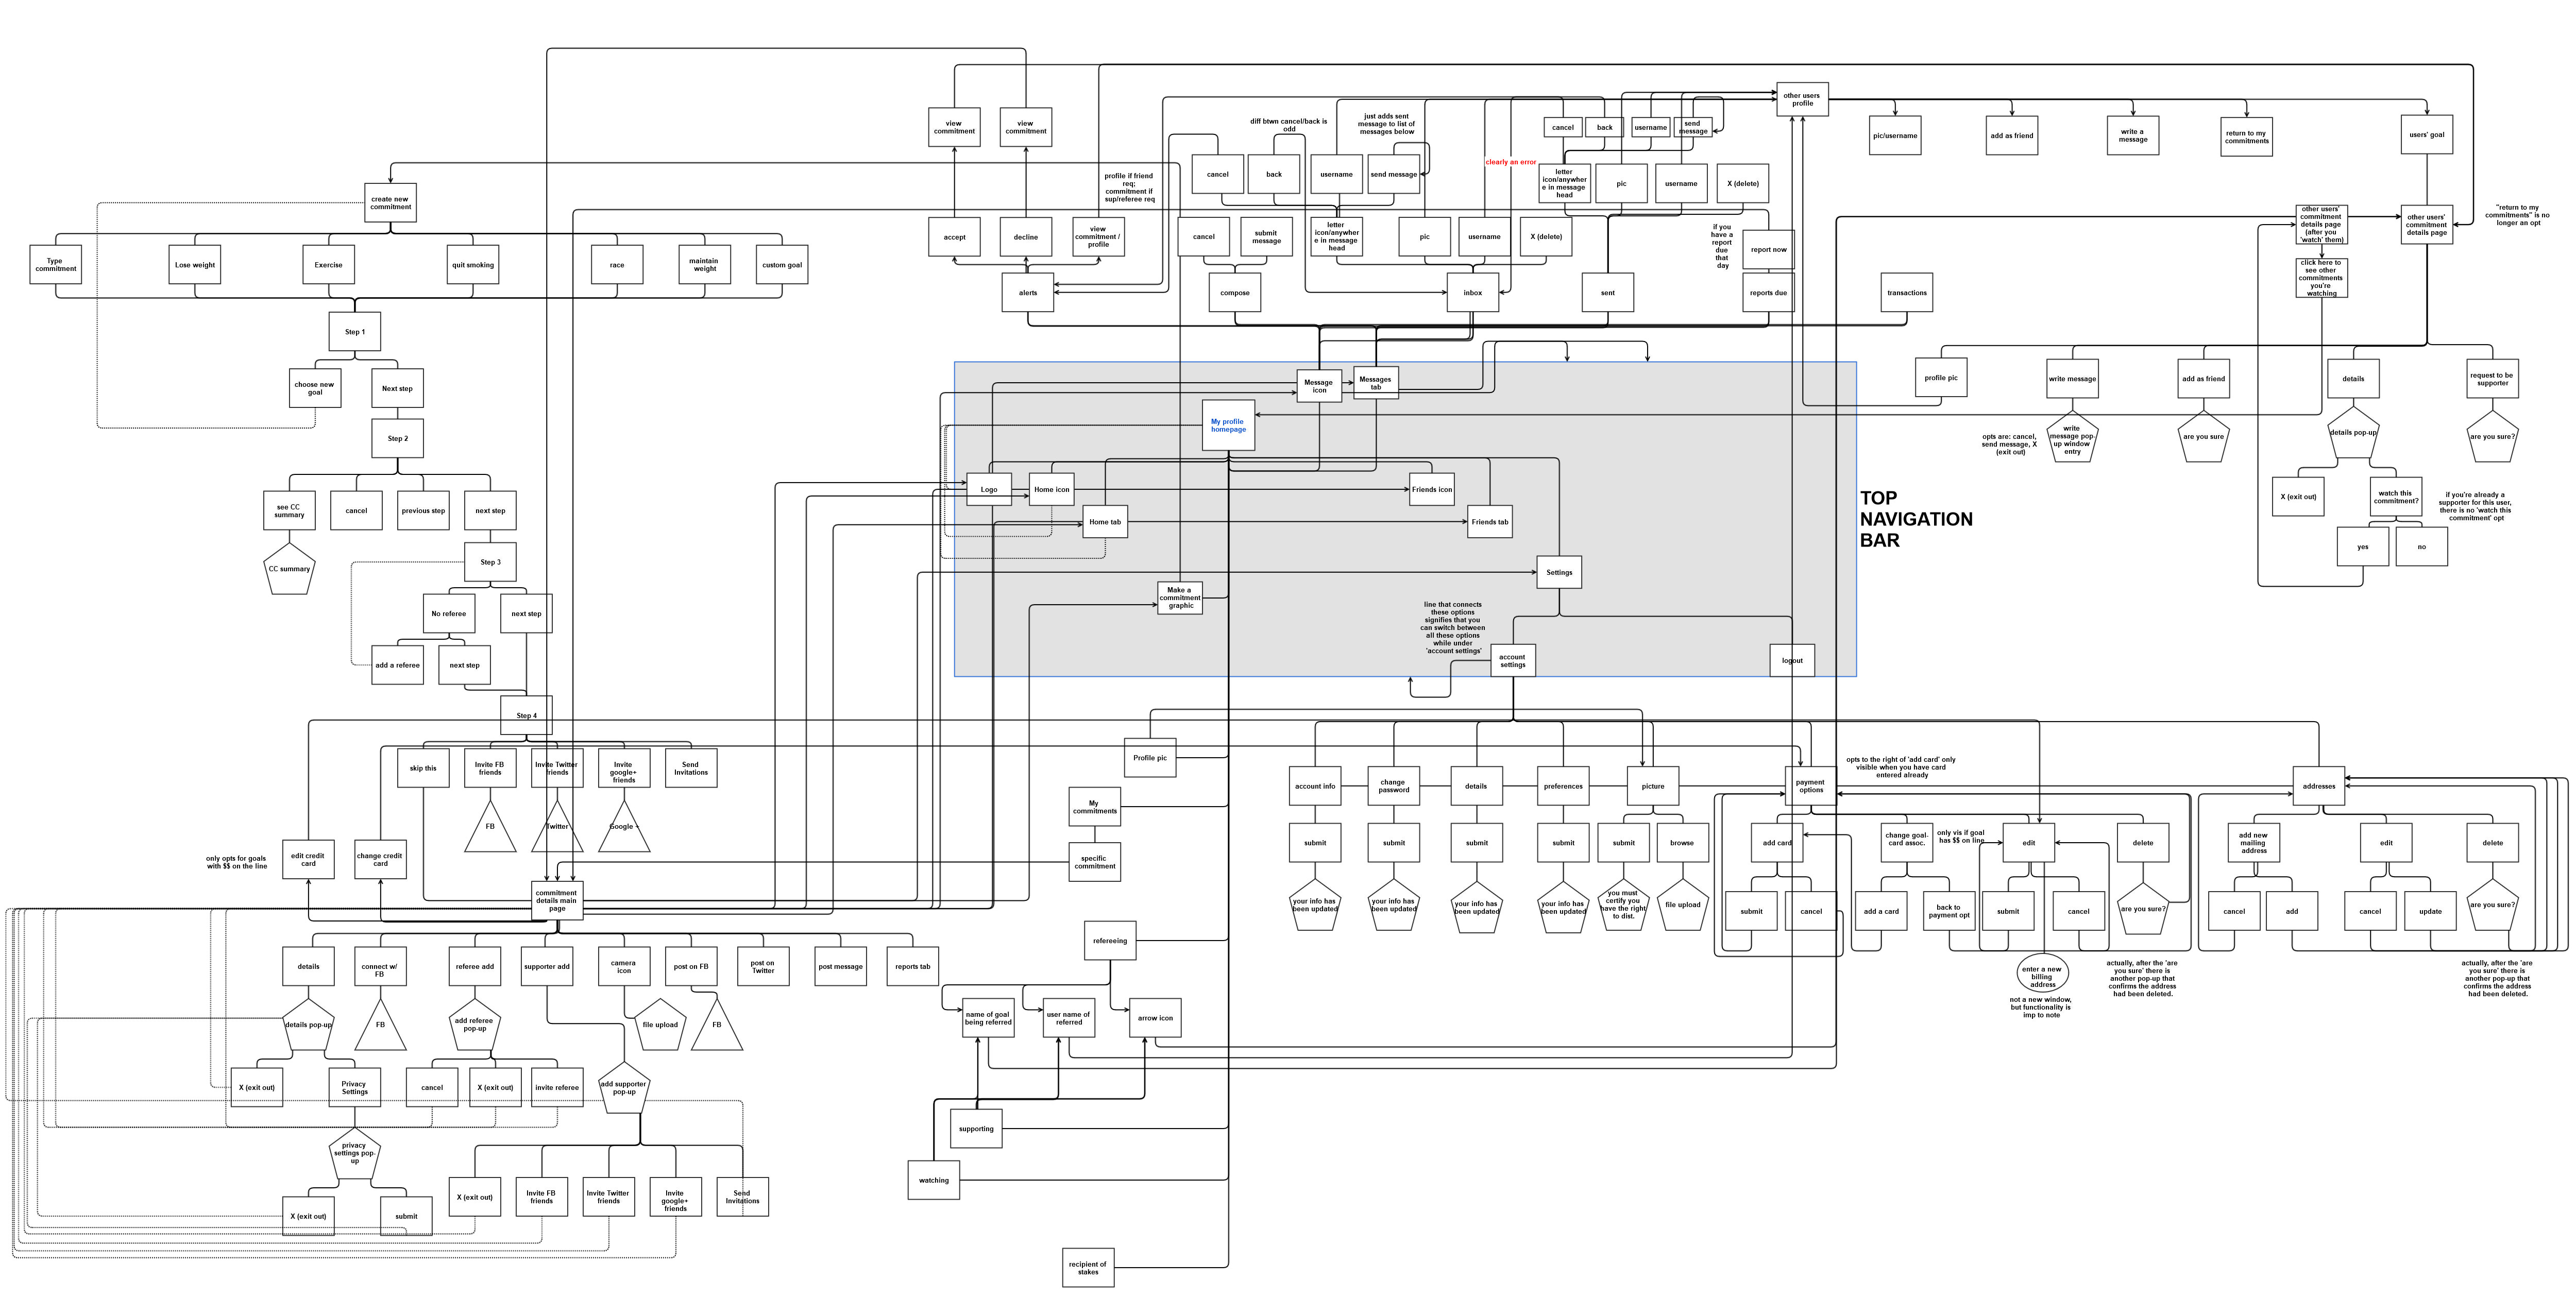 other users
profile
view
commitment
view
commitment
diff btwn cancel/back is
odd
just adds sent
message to list of
messages below
cancel
back
username
send
message
pic/username
add as friend
write a
message
return to my
commitments
users' goal
clearly an error
cancel
back
username
send message
letter
icon/anywher
e in message
head
pic
username
X (delete)
profile if friend
req;
commitment if
sup/referee req
create new
commitment
"return to my
commitments" is no
longer an opt
accept
decline
view
commitment /
profile
cancel
submit
message
letter
icon/anywher
e in message
head
pic
username
X (delete)
if you
have a
report
due
that
day
report now
other users'
commitment
details page
(after you
'watch' them)
other users'
commitment
details page
Type
commitment
Lose weight
Exercise
quit smoking
race
maintain
weight
custom goal
click here to
see other
commitments
you're
watching
alerts
compose
inbox
sent
reports due
transactions
Step 1
choose new
goal
Next step
Message
icon
Messages
tab
profile pic
write message
add as friend
details
request to be
supporter
My profile
homepage
opts are: cancel,
send message, X
(exit out)
write
message pop-
up window
entry
are you sure
details pop-up
are you sure?
Step 2
Logo
Home icon
Friends icon
X (exit out)
watch this
commitment?
if you're already a
supporter for this user,
there is no 'watch this
commitment' opt
see CC
summary
cancel
previous step
next step
Home tab
Friends tab
TOP
NAVIGATION
BAR
yes
no
CC summary
Step 3
Settings
Make a
commitment
graphic
No referee
next step
line that connects
these options
signifies that you
can switch between
all these options
while under
'account settings'
add a referee
next step
account
settings
logout
Step 4
skip this
Invite FB
friends
Invite Twitter
friends
Invite
google+
friends
Send
Invitations
Profile pic
opts to the right of 'add card' only
visible when you have card
entered already
account info
change
password
details
preferences
picture
payment
options
addresses
My
commitments
FB
Twitter
Google +
only opts for goals
with $$ on the line
edit credit
card
change credit
card
specific
commitment
submit
submit
submit
submit
submit
browse
add card
change goal-
card assoc.
only vis if goal
has $$ on line
edit
delete
add new
mailing
address
edit
delete
commitment
details main
page
your info has
been updated
your info has
been updated
your info has
been updated
your info has
been updated
you must
certify you
have the right
to dist.
file upload
submit
cancel
add a card
back to
payment opt
submit
cancel
are you sure?
cancel
add
cancel
update
are you sure?
refereeing
details
connect w/
FB
referee add
supporter add
camera
icon
post on FB
post on
Twitter
post message
reports tab
enter a new
billing
address
not a new window,
but functionality is
imp to note
actually, after the 'are
you sure' there is
another pop-up that
confirms the address
had been deleted.
actually, after the 'are
you sure' there is
another pop-up that
confirms the address
had been deleted.
details pop-up
FB
add referee
pop-up
file upload
FB
name of goal
being referred
user name of
referred
arrow icon
X (exit out)
Privacy
Settings
cancel
X (exit out)
invite referee
add supporter
pop-up
supporting
privacy
settings pop-
up
watching
X (exit out)
submit
X (exit out)
Invite FB
friends
Invite Twitter
friends
Invite
google+
friends
Send
Invitations
recipient of
stakes